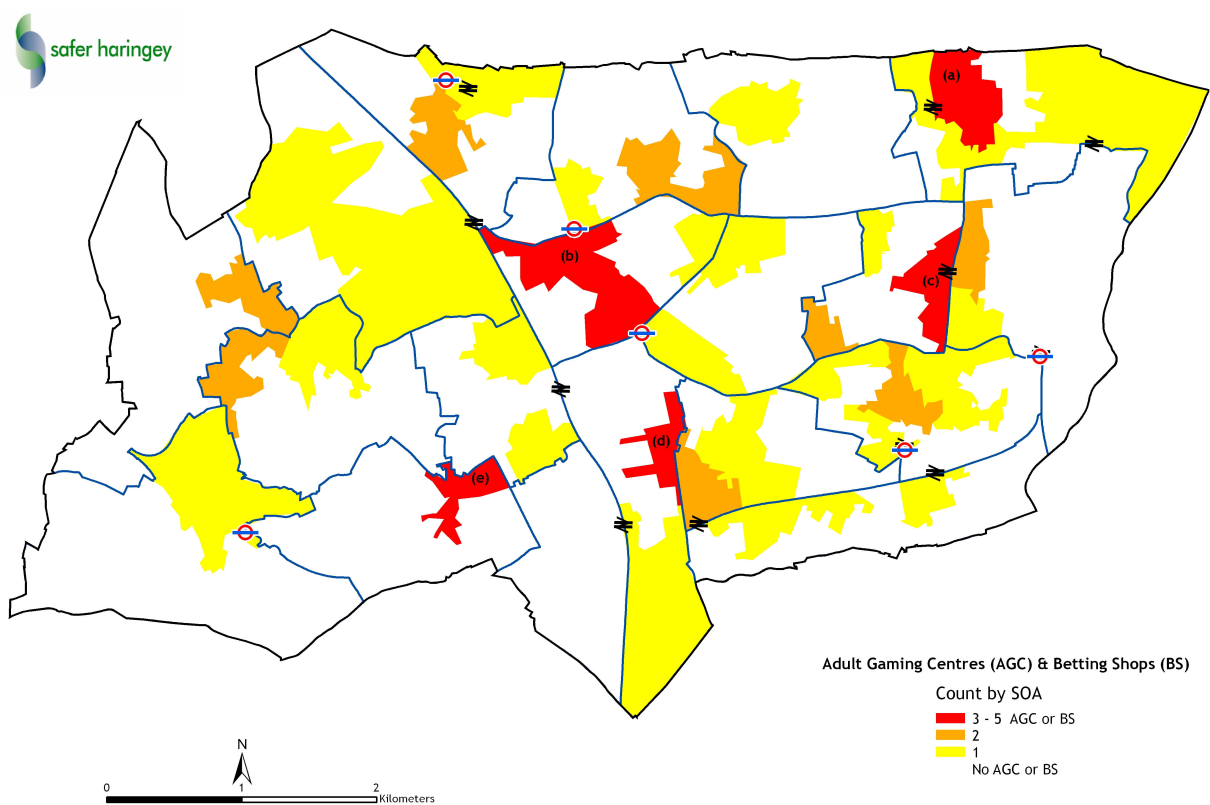 safer haringey
(a)
(b)
(c)
(d)
(e)
Adult Gaming Centres (AGC) & Betting Shops (BS)
Count by SOA
3 - 5 AGC or BS
2
1
No AGC or BS
N
0 1 2
Kilometers